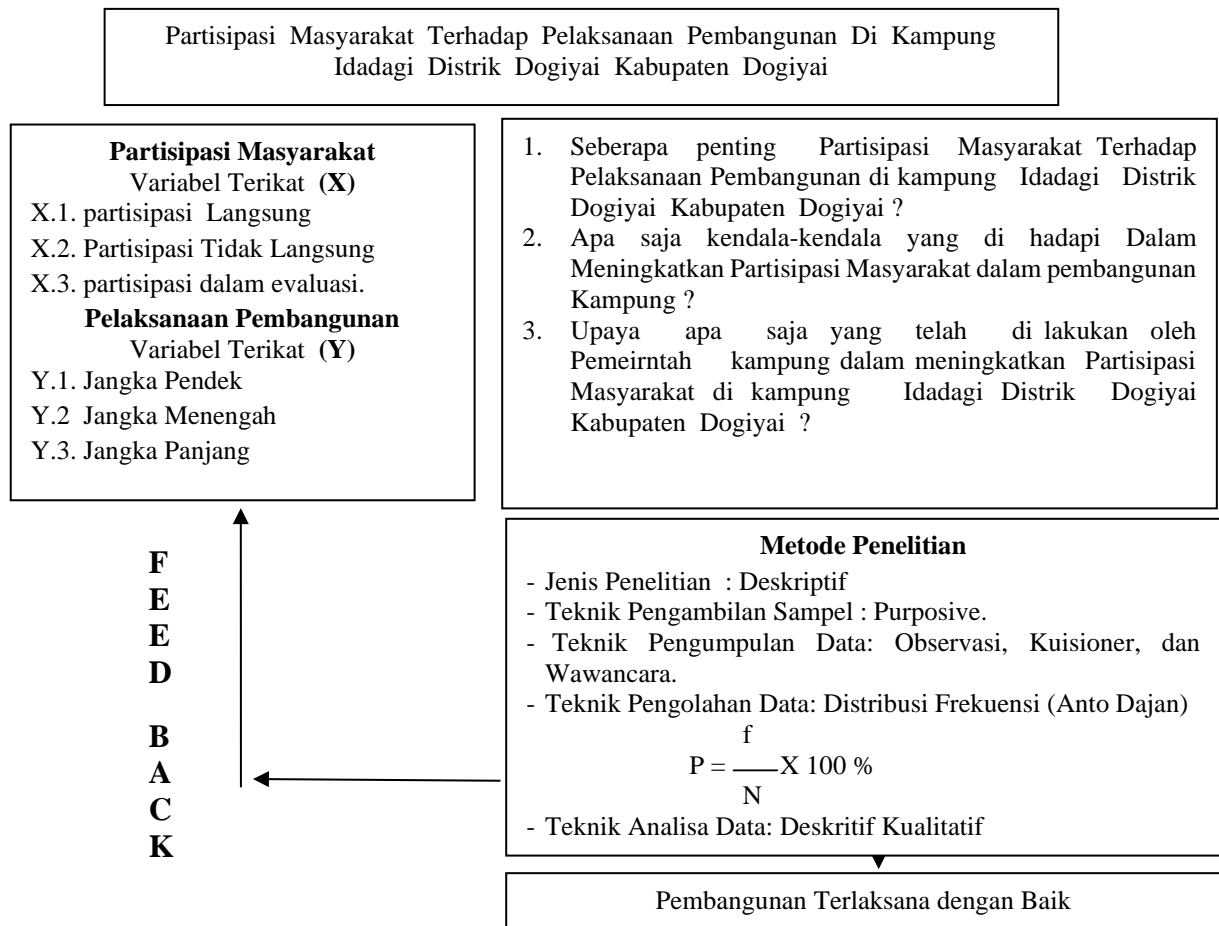 Partisipasi Masyarakat Terhadap Pelaksanaan Pembangunan Di Kampung
Idadagi Distrik Dogiyai Kabupaten Dogiyai
Partisipasi Masyarakat
Variabel Terikat (X)
X.1. partisipasi Langsung
X.2. Partisipasi Tidak Langsung
X.3. partisipasi dalam evaluasi.
Pelaksanaan Pembangunan
Variabel Terikat (Y)
Y.1. Jangka Pendek
Y.2 Jangka Menengah
Y.3. Jangka Panjang
1. Seberapa penting Partisipasi Masyarakat Terhadap
Pelaksanaan Pembangunan di kampung Idadagi Distrik
Dogiyai Kabupaten Dogiyai ?
2. Apa saja kendala-kendala yang di hadapi Dalam
Meningkatkan Partisipasi Masyarakat dalam pembangunan
Kampung ?
3. Upaya apa saja yang telah di lakukan oleh
Pemeirntah kampung dalam meningkatkan Partisipasi
Masyarakat di kampung Idadagi Distrik Dogiyai
Kabupaten Dogiyai ?
F
E
E
D
B
A
C
K
Metode Penelitian
- Jenis Penelitian : Deskriptif
- Teknik Pengambilan Sampel : Purposive.
- Teknik Pengumpulan Data: Observasi, Kuisioner, dan
Wawancara.
- Teknik Pengolahan Data: Distribusi Frekuensi (Anto Dajan)
f
P = —— X 100 %
N
- Teknik Analisa Data: Deskritif Kualitatif
Pembangunan Terlaksana dengan Baik